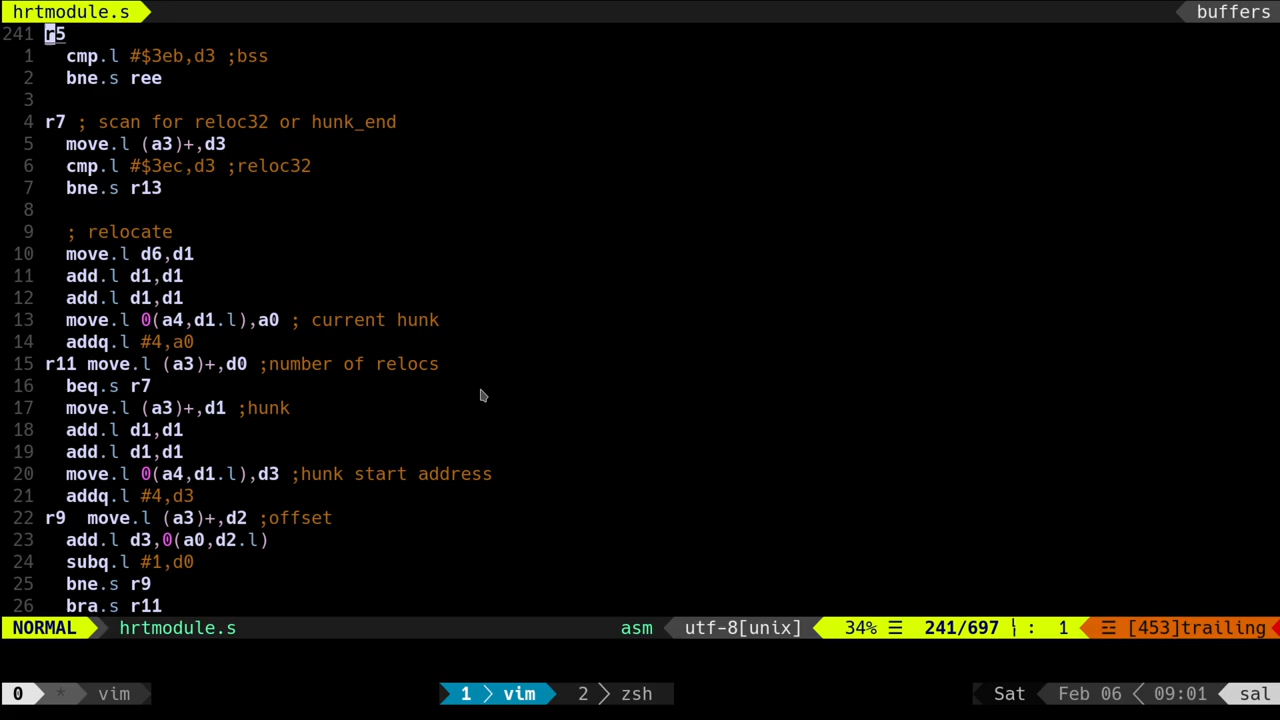 hrtmodule.s buffers
241 r5
1 cmp.l #$3eb,d3 ;bss
2 bne.s ree
3
4 r7 ; scan for reloc32 or hunk_end
5 move.l (a3)+,d3
6 cmp.l #$3ec,d3 ;reloc32
7 bne.s r13
8
9 ; relocate
10 move.l d6,d1
11 add.l d1,d1
12 add.l d1,d1
13 move.l 0(a4,d1.l),a0 ; current hunk
14 addq.l #4,a0
15 r11 move.l (a3)+,d0 ;number of relocs
16 beq.s r7
17 move.l (a3)+,d1 ;hunk
18 add.l d1,d1
19 add.l d1,d1
20 move.l 0(a4,d1.l),d3 ;hunk start address
21 addq.l #4,d3
22 r9  move.l (a3)+,d2 ;offset
23 add.l d3,0(a0,d2.l)
24 subq.l #1,d0
25 bne.s r9
26 bra.s r11
NORMAL hrtmodule.s asm utf-8[unix] 34% ☰ 241/697 : 1 ☲ [453]trailing
0 * vim 1 vim 2 zsh Sat Feb 06 09:01 sal